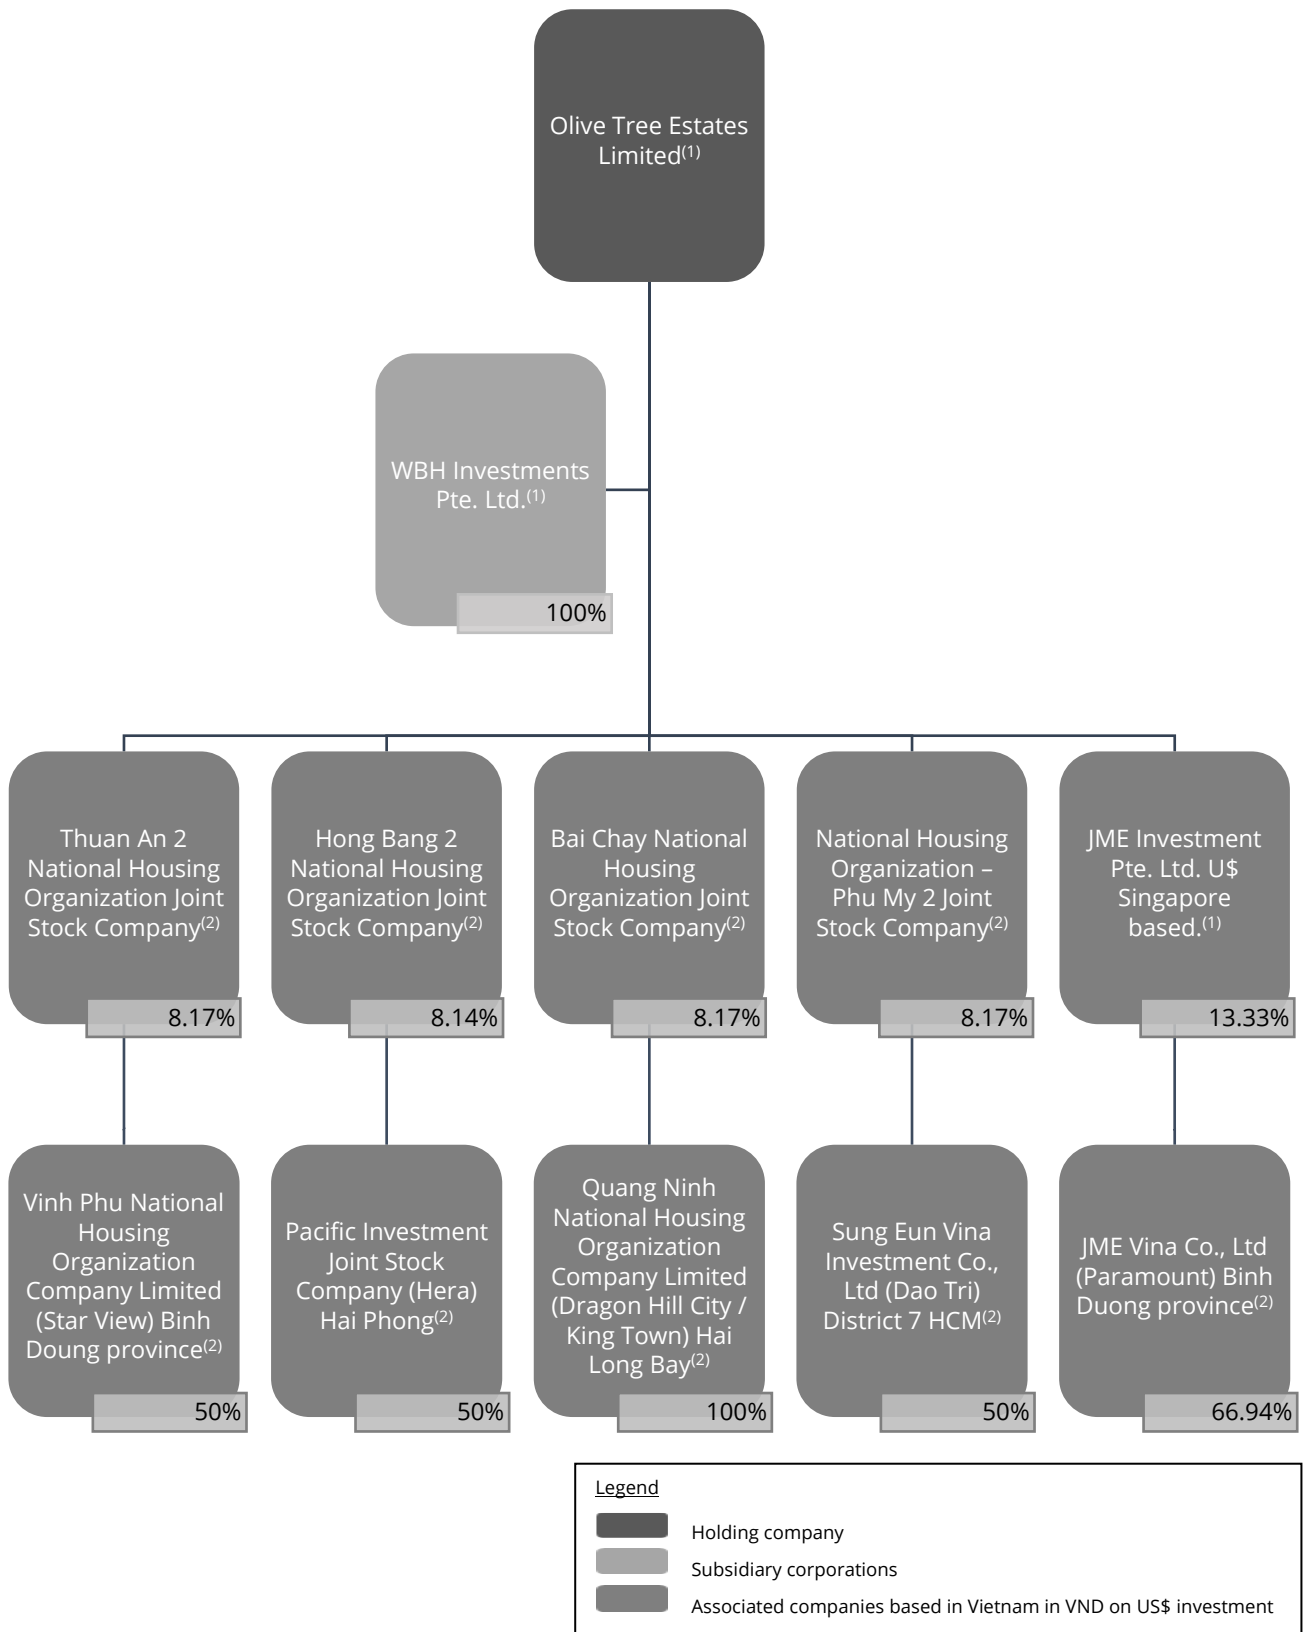 Olive Tree Estates
Limited(1)
WBH Investments
Pte. Ltd.(1)
100%
Thuan An 2
National Housing
Organization Joint
Stock Company(2)
8.17%
Hong Bang 2
National Housing
Organization Joint
Stock Company(2)
8.14%
Bai Chay National
Housing
Organization Joint
Stock Company(2)
8.17%
National Housing
Organization –
Phu My 2 Joint
Stock Company(2)
8.17%
JME Investment
Pte. Ltd. U$
Singapore
based.(1)
13.33%
Vinh Phu National
Housing
Organization
Company Limited
(Star View) Binh
Doung province(2)
50%
Pacific Investment
Joint Stock
Company (Hera)
Hai Phong(2)
50%
Quang Ninh
National Housing
Organization
Company Limited
(Dragon Hill City /
King Town) Hai
Long Bay(2)
100%
Sung Eun Vina
Investment Co.,
Ltd (Dao Tri)
District 7 HCM(2)
50%
JME Vina Co., Ltd
(Paramount) Binh
Duong province(2)
66.94%
Legend
Holding company
Subsidiary corporations
Associated companies based in Vietnam in VND on US$ investment